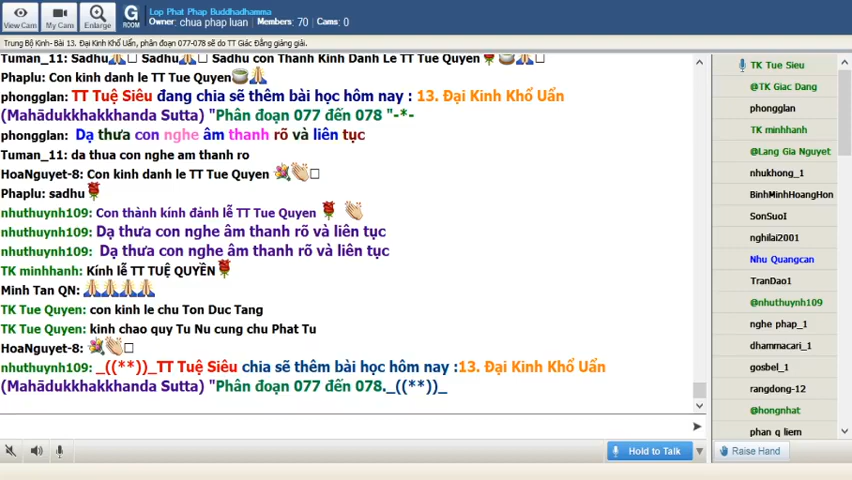 View Cam
My Cam
Enlarge
G
ROOM
Lop Phat Phap Buddhadhamma
Owner: chua phap luan Members: 70 Cams: 0
Trung Bộ Kinh- Bài 13. Đại Kinh Khổ Uẩn, phân đoạn 077-078 sẽ do TT Giác Đẳng giảng giải.
Tuman_11: Sadhu🙏 Sadhu🙏 Sadhu con Thanh Kinh Danh Le TT Tue Quyen🌹🍵🙏
Phaplu: Con kinh danh le TT Tue Quyen🍵🙏
phongglan: TT Tuệ Siêu đang chia sẽ thêm bài học hôm nay : 13. Đại Kinh Khổ Uẩn
(Mahādukkhakkhanda Sutta) "Phân đoạn 077 đến 078 "-*-
phongglan: Dạ thưa con nghe âm thanh rõ và liên tục
Tuman_11: da thua con nghe am thanh ro
HoaNguyet-8: Con kinh danh le TT Tue Quyen 💐👏
Phaplu: sadhu🌹
nhuthuynh109: Con thành kính đảnh lễ TT Tue Quyen 🌹 👏
nhuthuynh109: Dạ thưa con nghe âm thanh rõ và liên tục
nhuthuynh109: Dạ thưa con nghe âm thanh rõ và liên tục
TK minhhanh: Kính lễ TT TUỆ QUYỀN🌹
Minh Tan QN: 🙏🙏🙏🙏
TK Tue Quyen: con kinh le chu Ton Duc Tang
TK Tue Quyen: kinh chao quy Tu Nu cung chu Phat Tu
HoaNguyet-8: 💐👏
nhuthuynh109: _((**))_TT Tuệ Siêu chia sẽ thêm bài học hôm nay :13. Đại Kinh Khổ Uẩn
(Mahādukkhakkhanda Sutta) "Phân đoạn 077 đến 078._((**))_
Hold to Talk
TK Tue Sieu
@TK Giac Dang
phongglan
TK minhhanh
@Lang Gia Nguyet
nhukhong_1
BinhMinhHoangHon
SonSuoI
nghilai2001
Nhu Quangcan
TranDao1
@nhuthuynh109
nghe phap_1
dhammacari_1
gosbel_1
rangdong-12
@hongnhat
phan q liem
Raise Hand